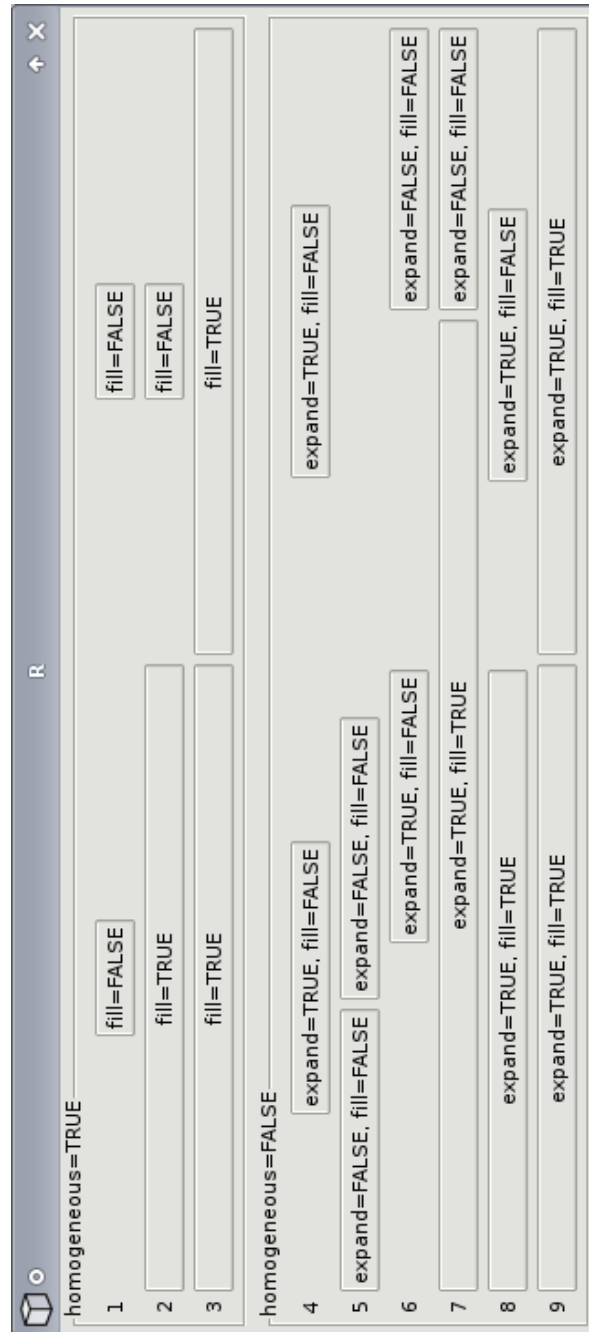 R
homogeneous=TRUE
1 fill=FALSE fill=FALSE
2 fill=TRUE fill=FALSE
3 fill=TRUE fill=TRUE
homogeneous=FALSE
4 expand=TRUE, fill=FALSE expand=TRUE, fill=FALSE
5 expand=FALSE, fill=FALSE expand=FALSE, fill=FALSE
6 expand=TRUE, fill=FALSE expand=FALSE, fill=FALSE
7 expand=TRUE, fill=TRUE expand=FALSE, fill=FALSE
8 expand=TRUE, fill=TRUE expand=TRUE, fill=FALSE
9 expand=TRUE, fill=TRUE expand=TRUE, fill=TRUE